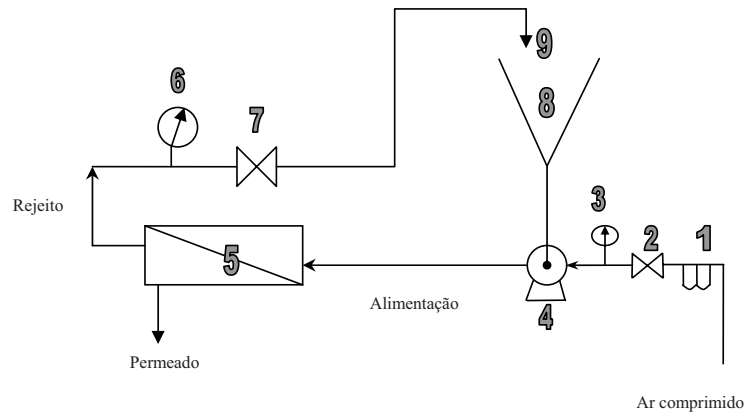 9
6
8
7
Rejeito
3
2
1
5
4
Alimentação
Permeado
Ar comprimido